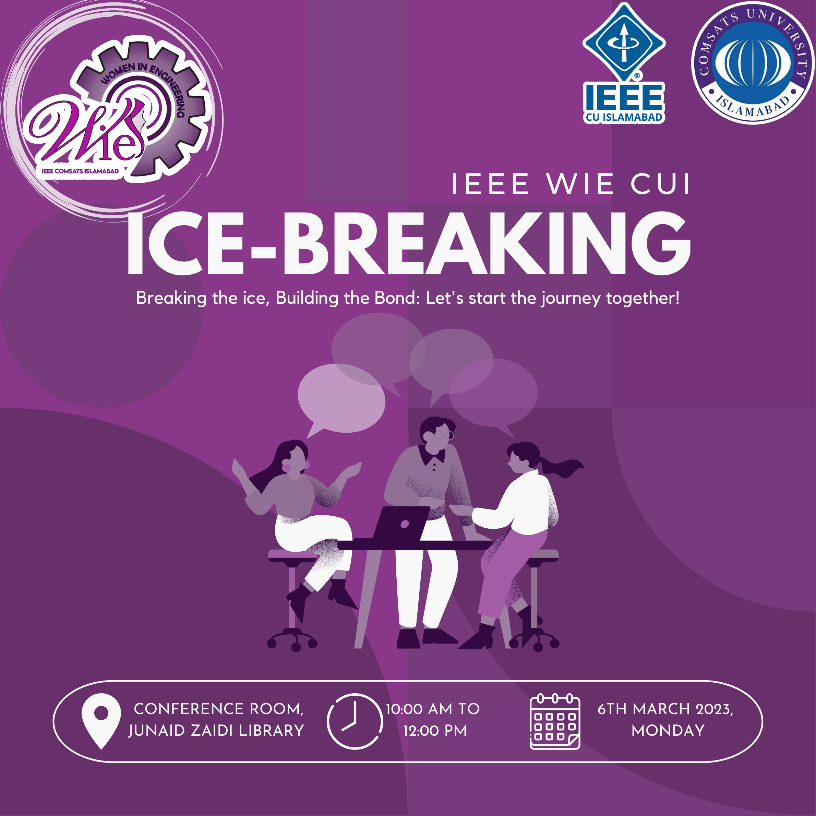 WOMEN IN ENGINEERING
Wie
IEEE COMSATS ISLAMABAD
IEEE
®
CU ISLAMABAD
COMSATS UNIVERSITY
• ISLAMABAD •
IEEE WIE CUI
ICE-BREAKING
Breaking the ice, Building the Bond: Let's start the journey together!
CONFERENCE ROOM,
JUNAID ZAIDI LIBRARY
10:00 AM TO
12:00 PM
6TH MARCH 2023,
MONDAY